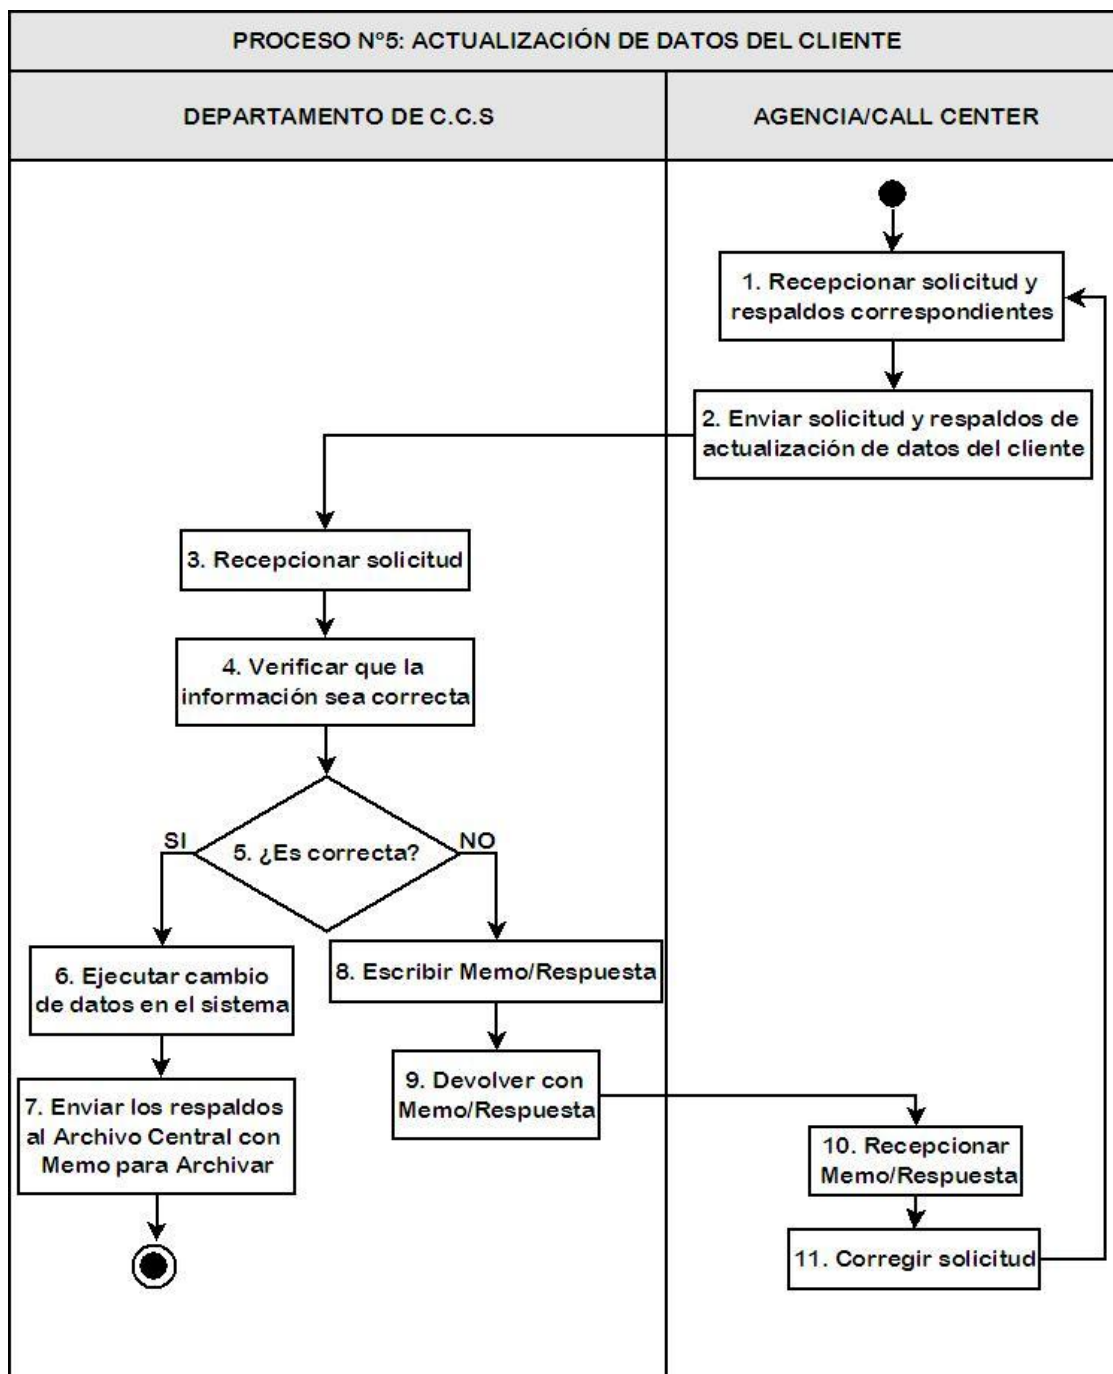 PROCESO Nº5: ACTUALIZACIÓN DE DATOS DEL CLIENTE
DEPARTAMENTO DE C.C.S
AGENCIA/CALL CENTER
1. Recepcionar solicitud y
respaldos correspondientes
2. Enviar solicitud y respaldos de
actualización de datos del cliente
3. Recepcionar solicitud
4. Verificar que la
información sea correcta
5. ¿Es correcta?
SI
NO
6. Ejecutar cambio
de datos en el sistema
7. Enviar los respaldos
al Archivo Central con
Memo para Archivar
8. Escribir Memo/Respuesta
9. Devolver con
Memo/Respuesta
10. Recepcionar
Memo/Respuesta
11. Corregir solicitud